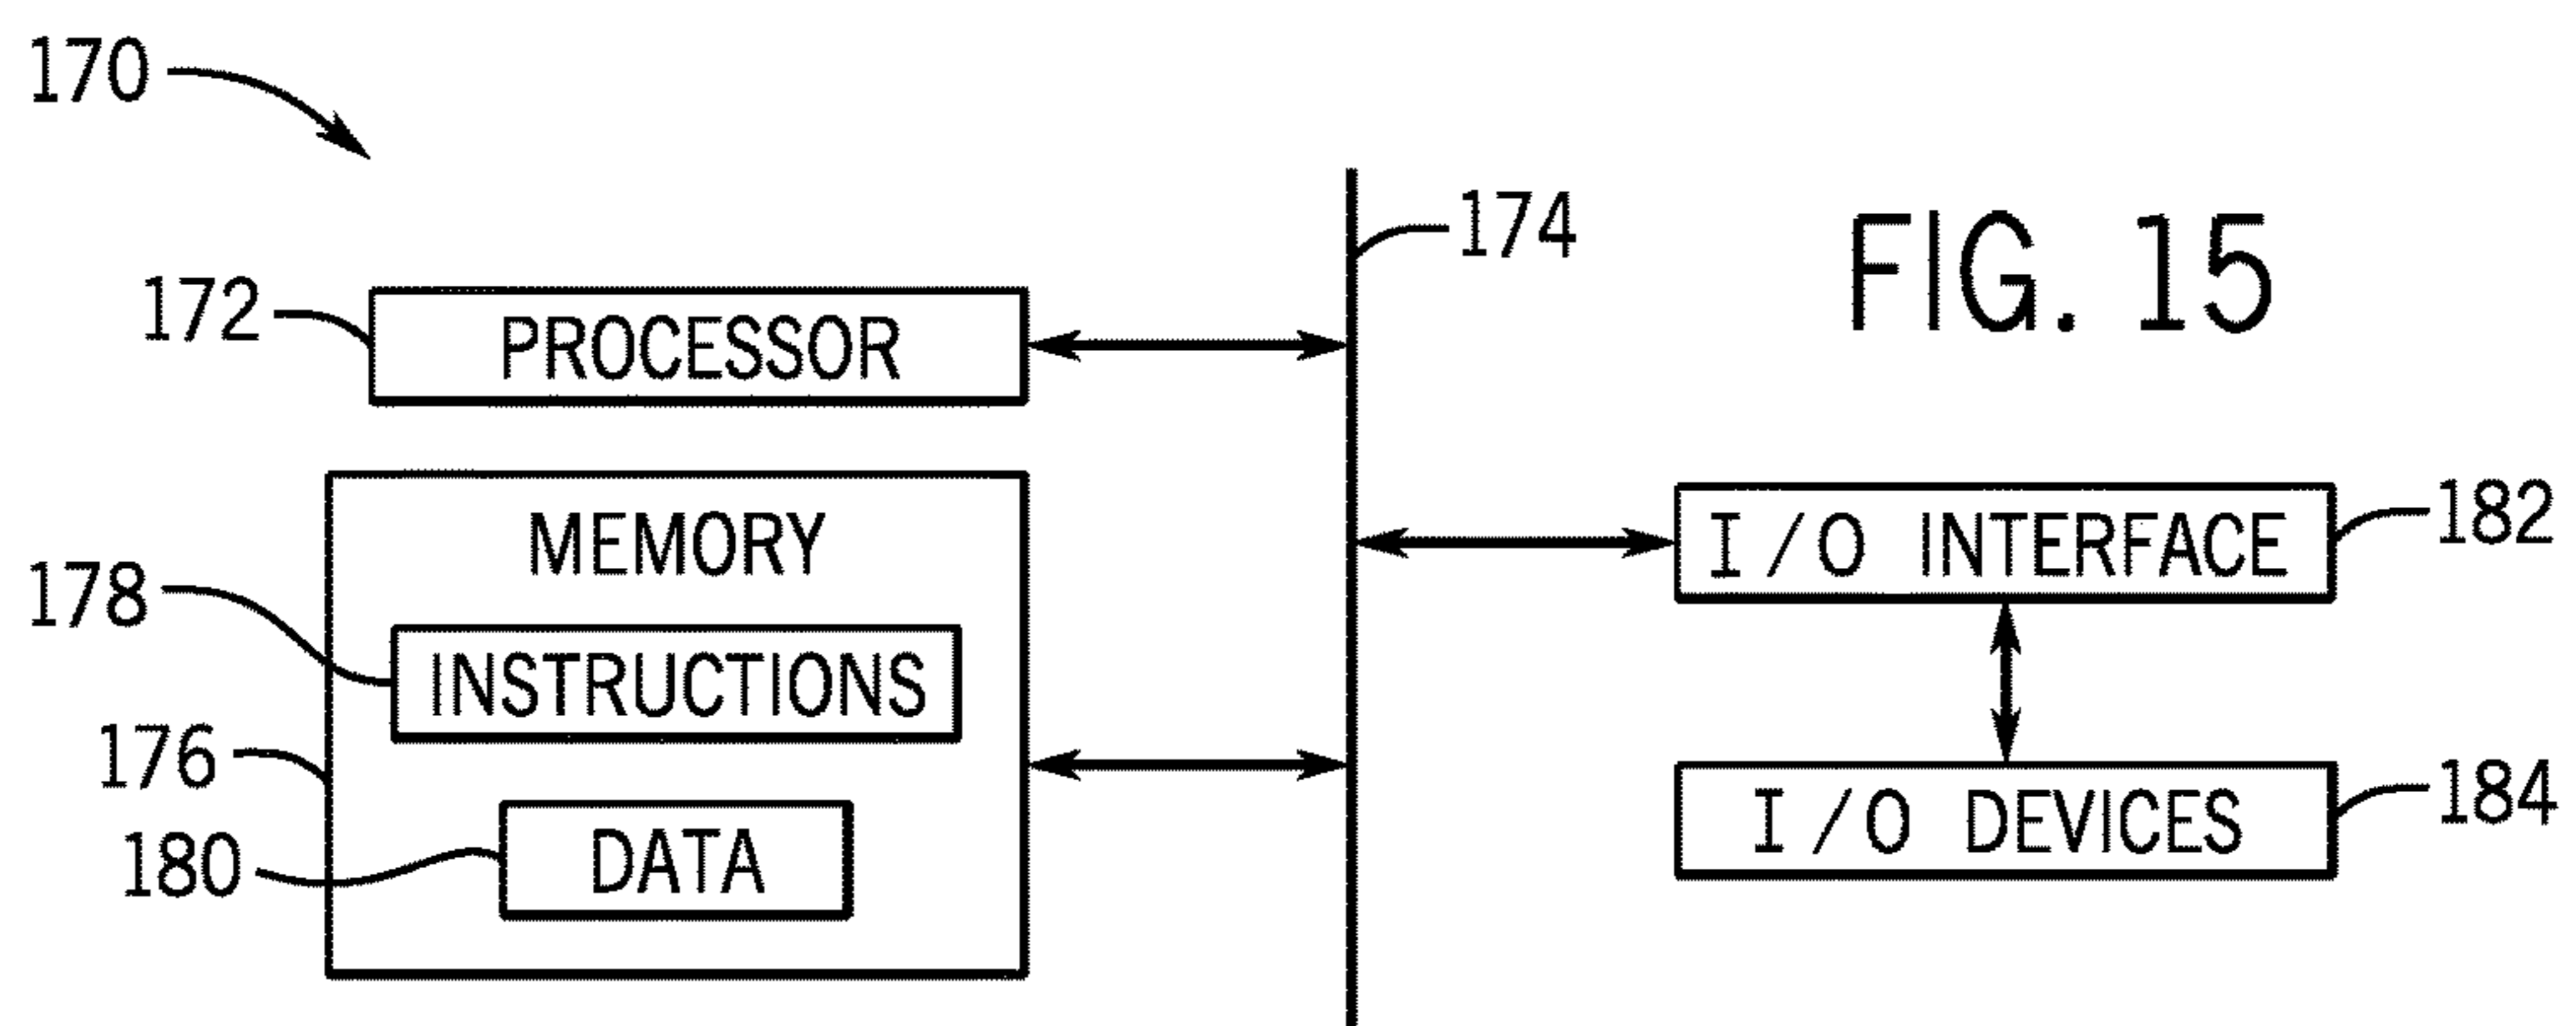 170
174
FIG. 15
172
PROCESSOR
MEMORY
178
INSTRUCTIONS
176
180
DATA
I/O INTERFACE
182
I/O DEVICES
184